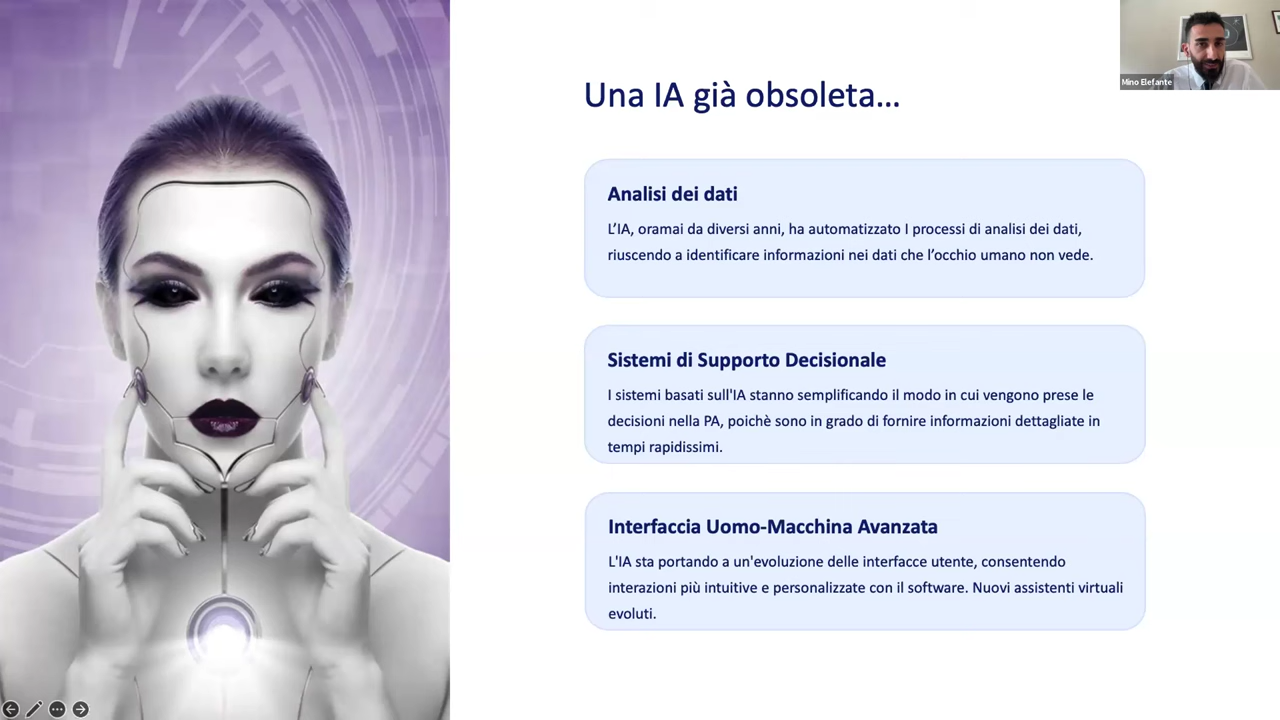 Una IA già obsoleta...
Mino Elefante
Analisi dei dati
L’IA, oramai da diversi anni, ha automatizzato I processi di analisi dei dati,
riuscendo a identificare informazioni nei dati che l’occhio umano non vede.
Sistemi di Supporto Decisionale
I sistemi basati sull'IA stanno semplificando il modo in cui vengono prese le
decisioni nella PA, poichè sono in grado di fornire informazioni dettagliate in
tempi rapidissimi.
Interfaccia Uomo-Macchina Avanzata
L'IA sta portando a un'evoluzione delle interfacce utente, consentendo
interazioni più intuitive e personalizzate con il software. Nuovi assistenti virtuali
evoluti.